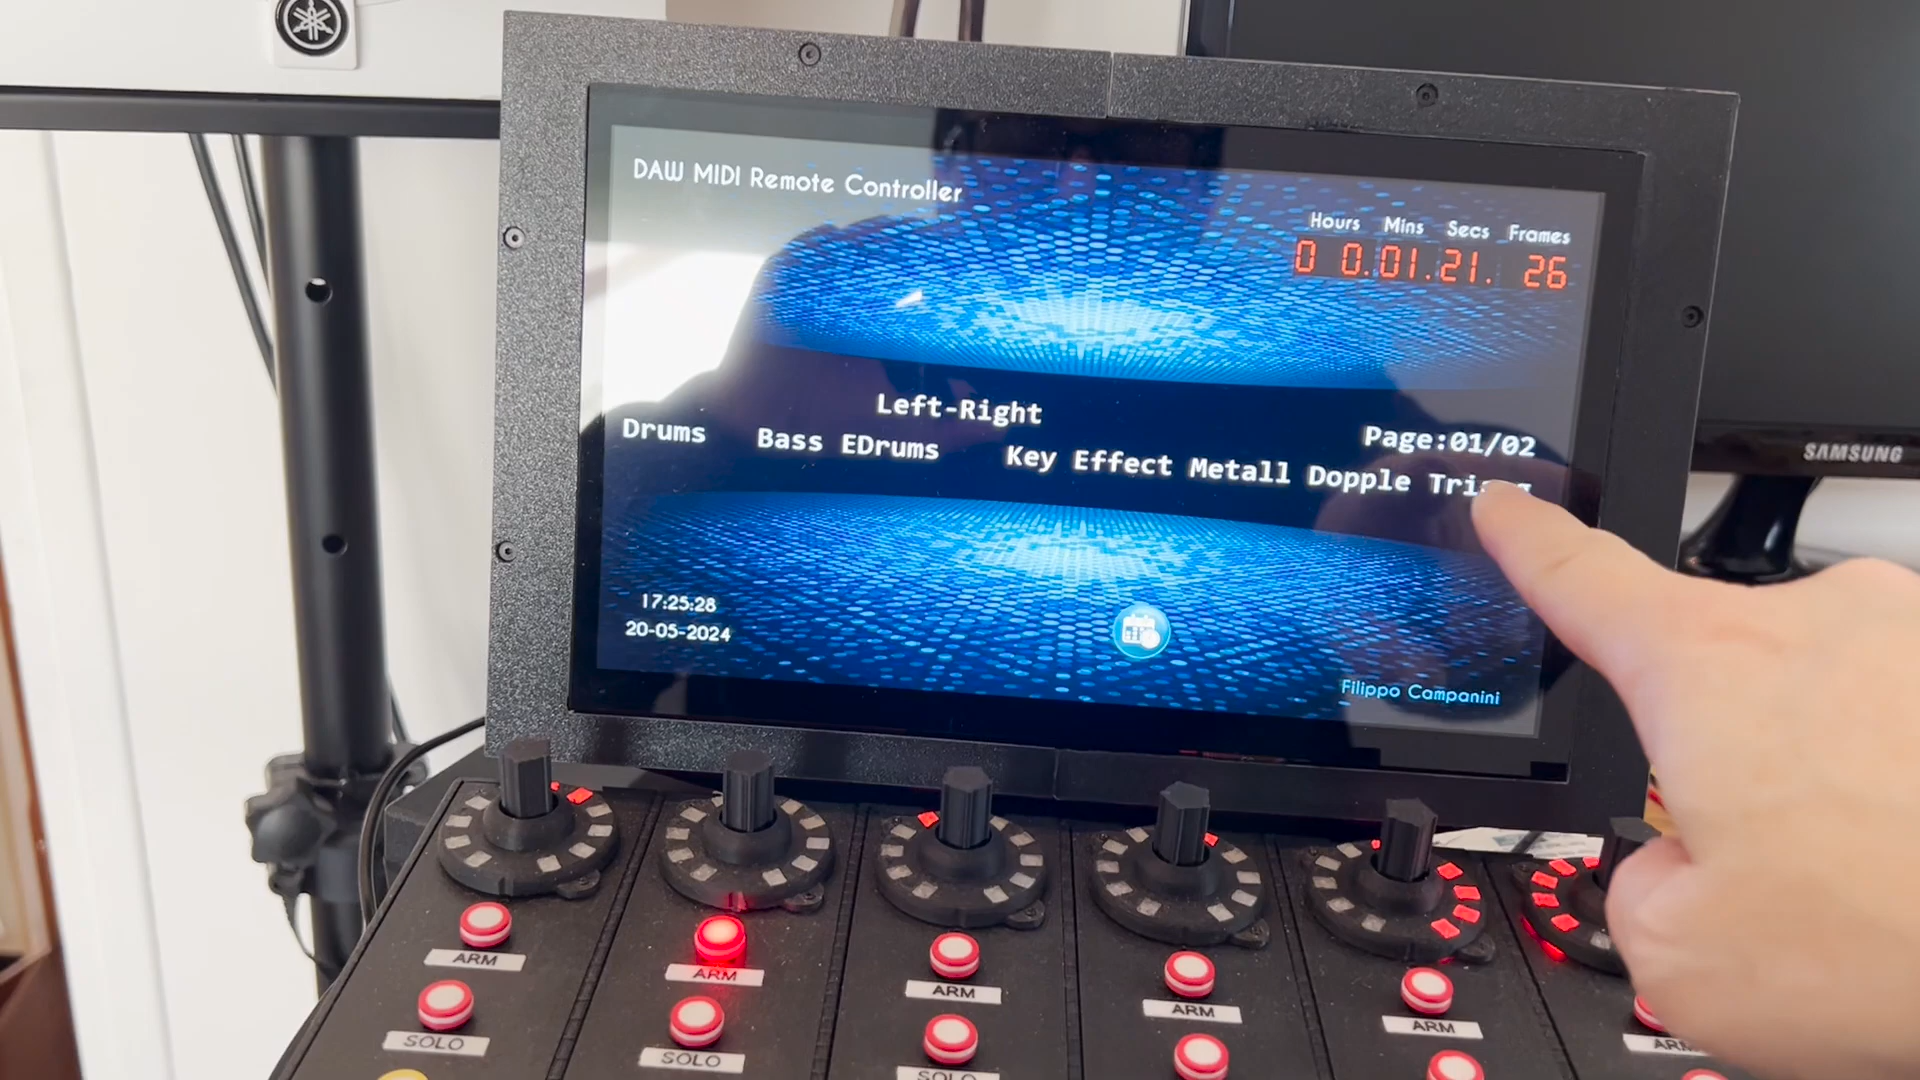 DAW MIDI Remote Controller
Hours Mins Secs Frames
0 0.01.21. 26
Left-Right
Page:01/02
Drums Bass EDrums Key Effect Metall Dopple
17:25:28
20-05-2024
Filippo Campanini
SAMSUNG
ARM
ARM
ARM
ARM
ARM
ARM
SOLO
SOLO
SOLO